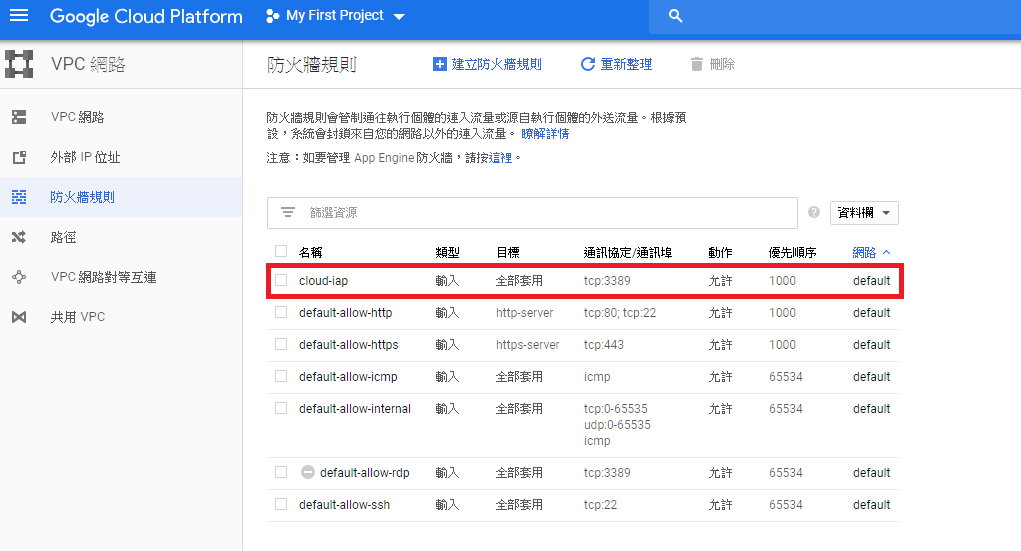 Google Cloud Platform My First Project
VPC 網路
防火牆規則 建立防火牆規則 重新整理 刪除
VPC 網路
外部 IP 位址
防火牆規則
路徑
VPC 網路對等互連
共用 VPC
防火牆規則會管制通往執行個體的連入流量或源自執行個體的外送流量。根據預
設，系統會封鎖來自您的網路以外的連入流量。 瞭解詳情
注意：如要管理 App Engine 防火牆，請按這裡。
篩選資源 資料欄
名稱 類型 目標 通訊協定/通訊埠 動作 優先順序 網路
cloud-iap 輸入 全部套用 tcp:3389 允許 1000 default
default-allow-http 輸入 http-server tcp:80; tcp:22 允許 1000 default
default-allow-https 輸入 https-server tcp:443 允許 1000 default
default-allow-icmp 輸入 全部套用 icmp 允許 65534 default
default-allow-internal 輸入 全部套用 tcp:0-65535 允許 65534 default
udp:0-65535
icmp
default-allow-rdp 輸入 全部套用 tcp:3389 允許 65534 default
default-allow-ssh 輸入 全部套用 tcp:22 允許 65534 default